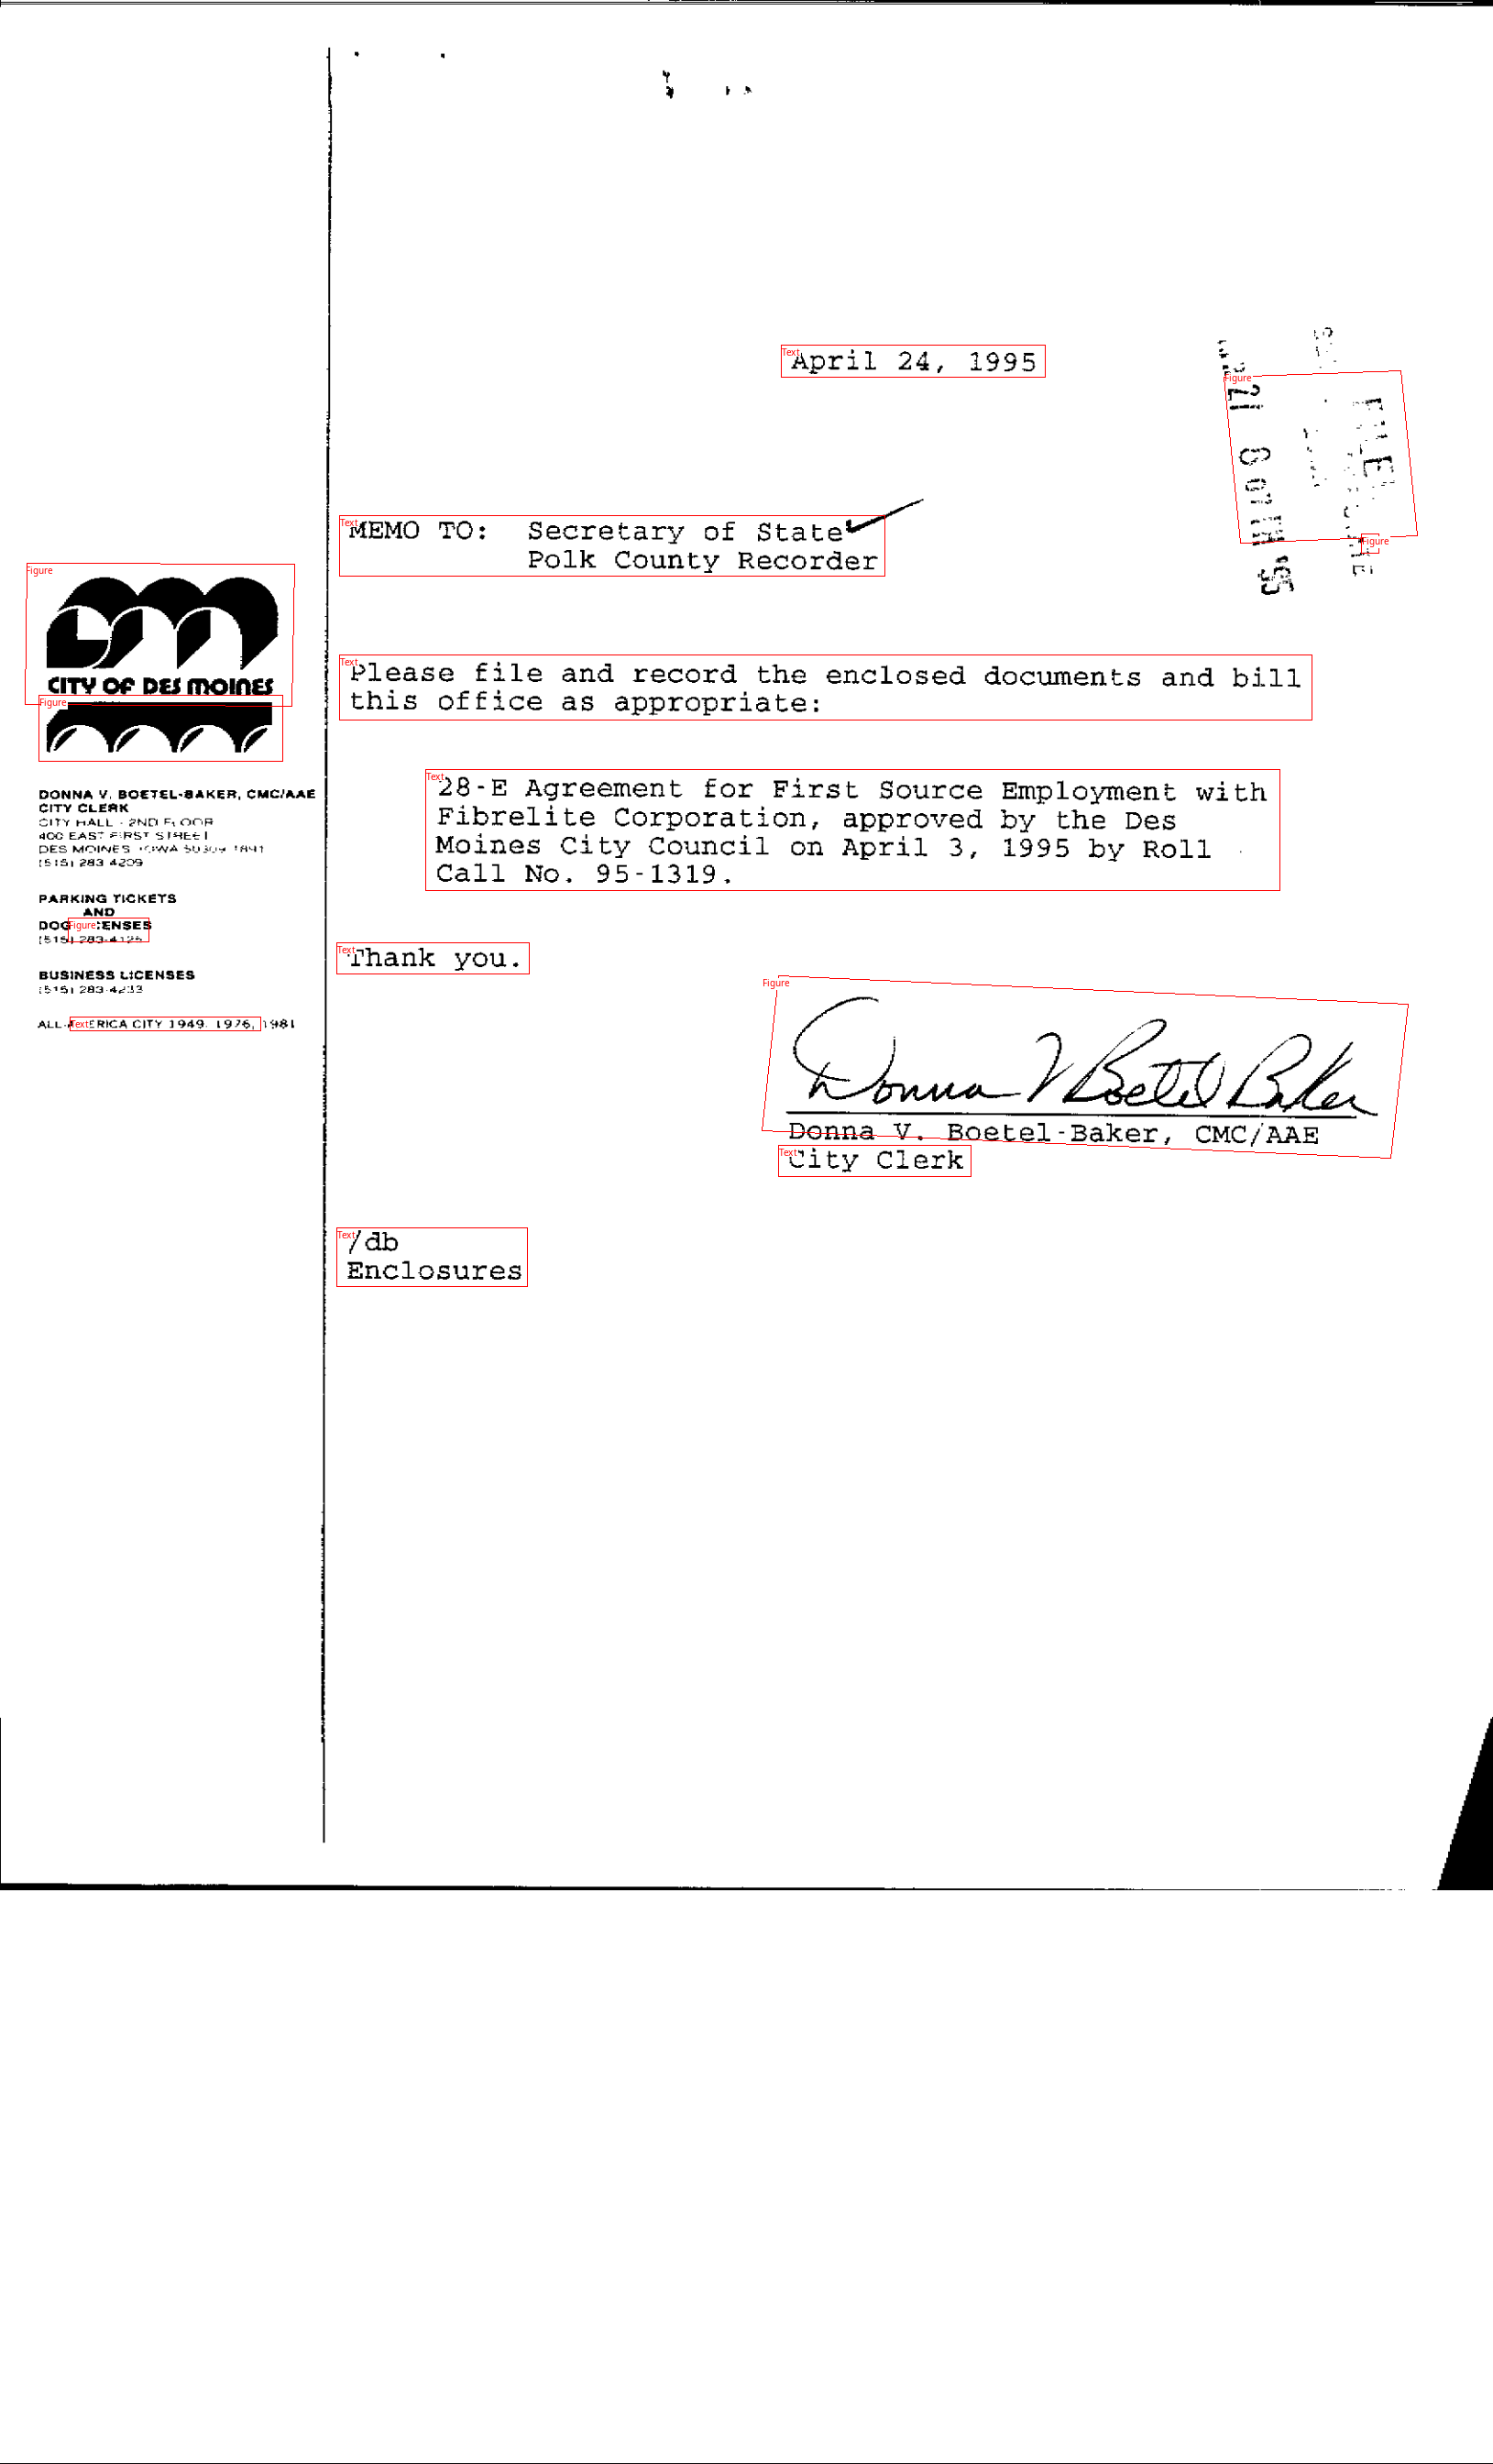 April 24, 1995
FILE
MEMO TO: Secretary of State
Polk County Recorder
CITY OF DES MOINES
Please file and record the enclosed documents and bill
this office as appropriate:
28-E Agreement for First Source Employment with
Fibrelite Corporation, approved by the Des
Moines City Council on April 3, 1995 by Roll
Call No. 95-1319.
DONNA V. BOETEL-BAKER, CMC/AAE
CITY CLERK
CITY HALL - 2ND FLOOR
400 EAST FIRST STREET
DES MOINES, IOWA 50309-1891
(515) 283-4209
PARKING TICKETS
AND
DOG LICENSES
(515) 283-4125
BUSINESS LICENSES
(515) 283-4233
ALL-AMERICA CITY 1949, 1976, 1981
Thank you.
Donna V Boetel Baker
Donna V. Boetel-Baker, CMC/AAE
City Clerk
/db
Enclosures